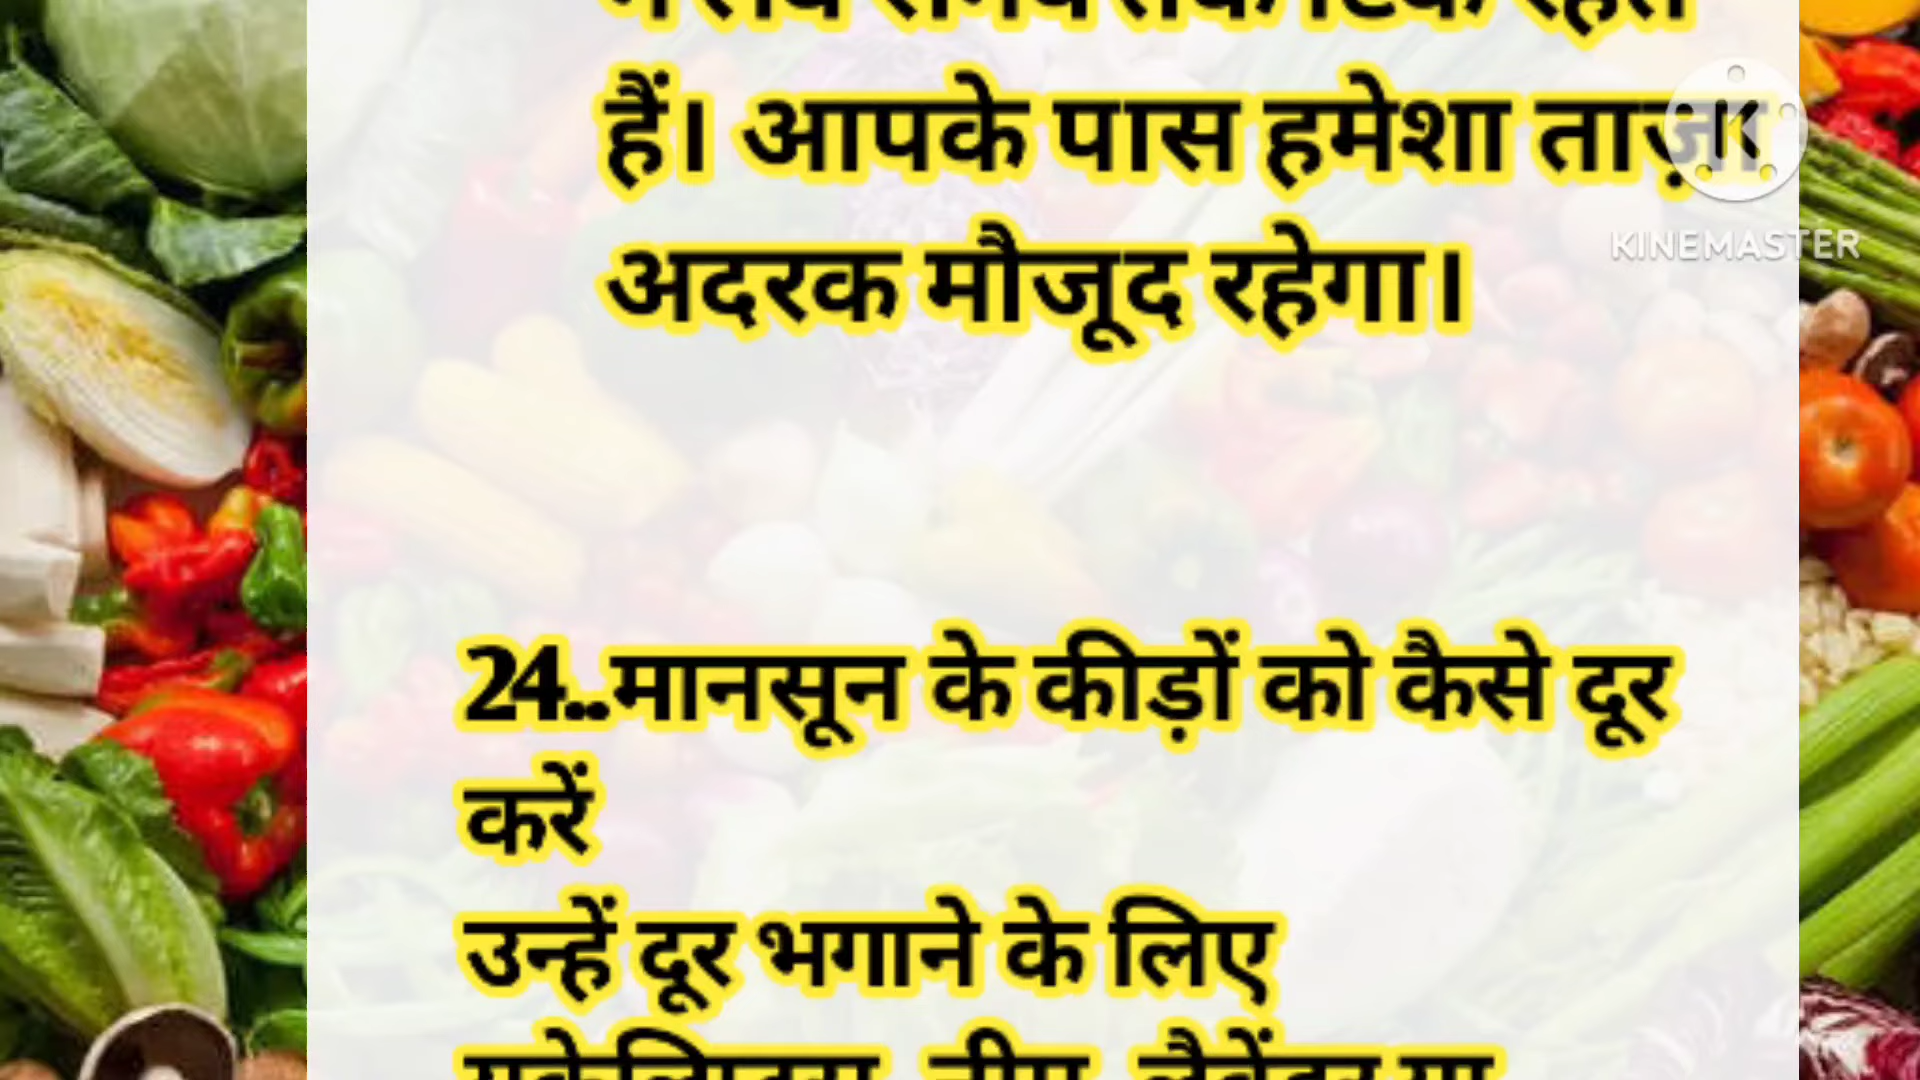 हैं। आपके पास हमेशा ताज़ा
K
KINEMASTER
अदरक मौजूद रहेगा।
24..मानसून के कीड़ों को कैसे दूर
करें
उन्हें दूर भगाने के लिए